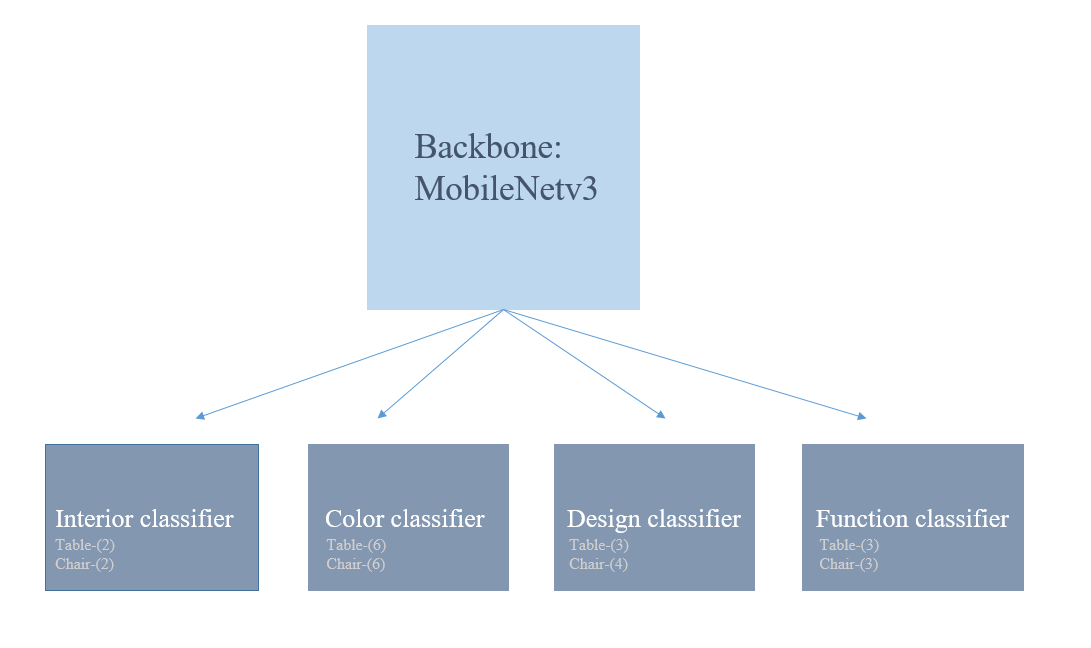 Backbone:
MobileNetv3
Interior classifier
Table-(2)
Chair-(2)
Color classifier
Table-(6)
Chair-(6)
Design classifier
Table-(3)
Chair-(4)
Function classifier
Table-(3)
Chair-(3)